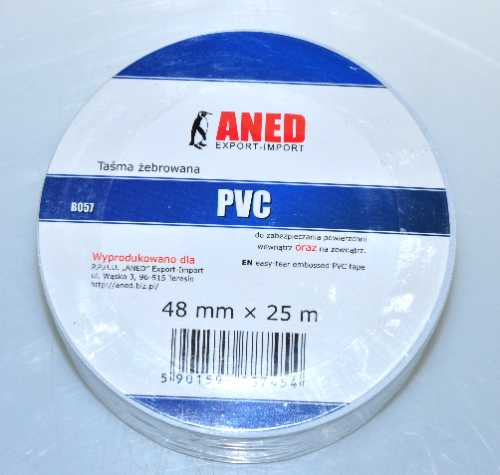 ANED
EXPORT-IMPORT
Taśma żebrowana
B057
PVC
do zabezpieczania powierzchni
wewnątrz oraz na zewnątrz.
EN easy-tear embossed PVC tape
Wyprodukowano dla
P.P.H.U. „ANED” Export-Import
ul. Wąska 3, 96-515 Teresin
http://aned.biz.pl/
48 mm × 25 m